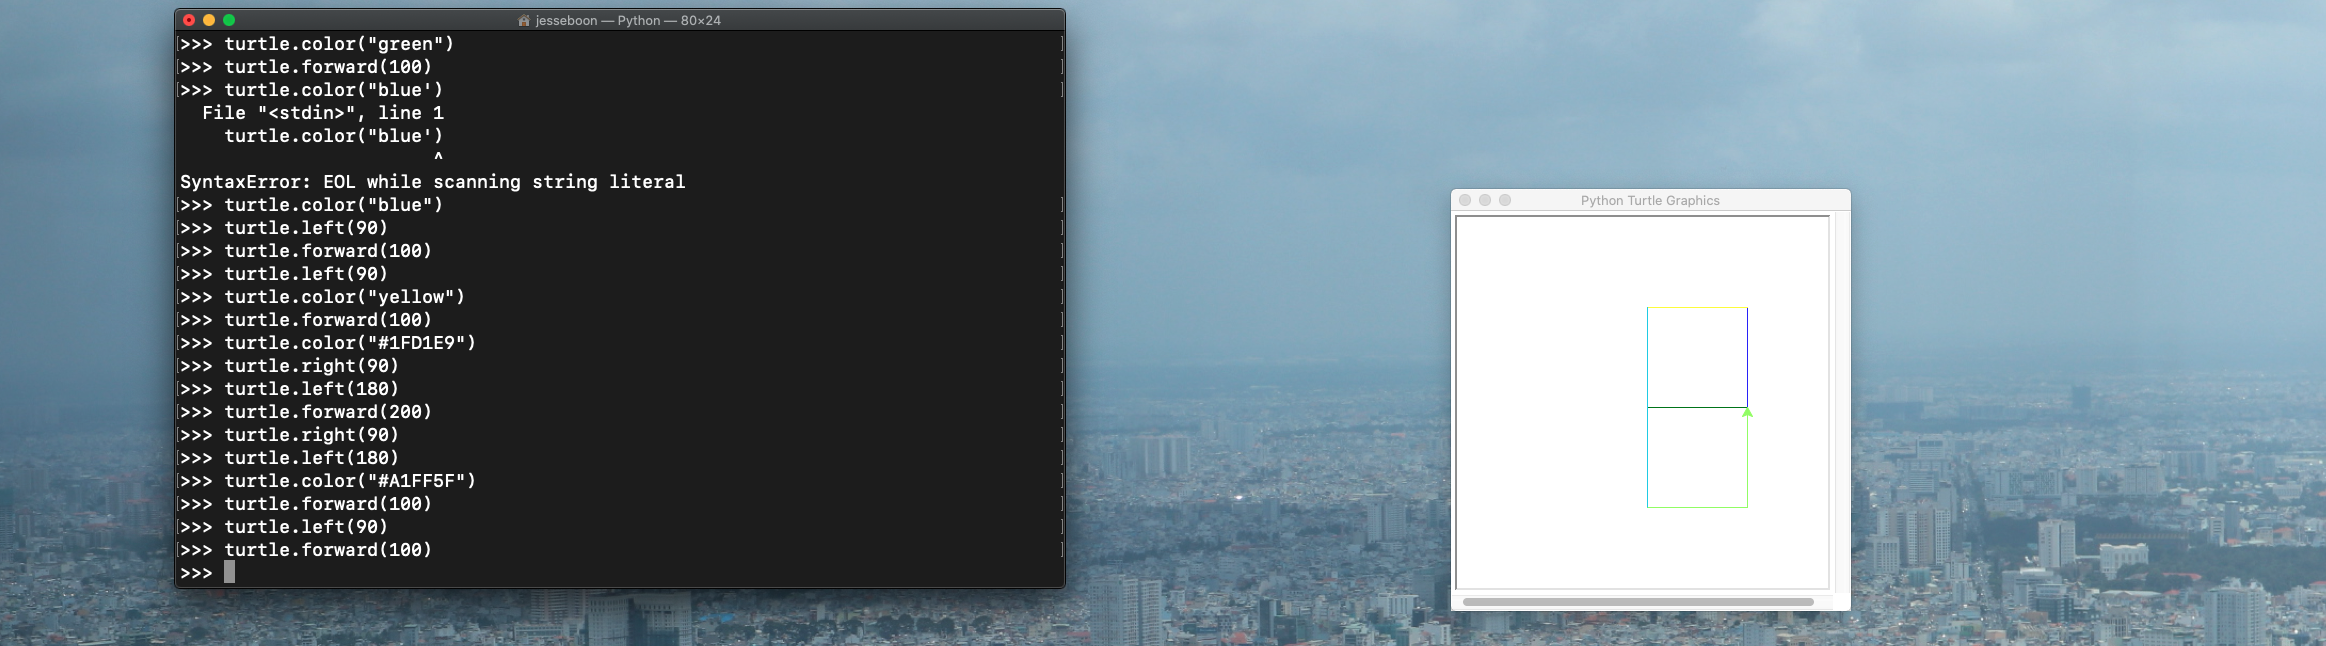 jesseboon — Python — 80×24
>>> turtle.color("green")
>>> turtle.forward(100)
>>> turtle.color("blue')
  File "<stdin>", line 1
    turtle.color("blue')
                       ^
SyntaxError: EOL while scanning string literal
>>> turtle.color("blue")
>>> turtle.left(90)
>>> turtle.forward(100)
>>> turtle.left(90)
>>> turtle.color("yellow")
>>> turtle.forward(100)
>>> turtle.color("#1FD1E9")
>>> turtle.right(90)
>>> turtle.left(180)
>>> turtle.forward(200)
>>> turtle.right(90)
>>> turtle.left(180)
>>> turtle.color("#A1FF5F")
>>> turtle.forward(100)
>>> turtle.left(90)
>>> turtle.forward(100)
>>>
Python Turtle Graphics